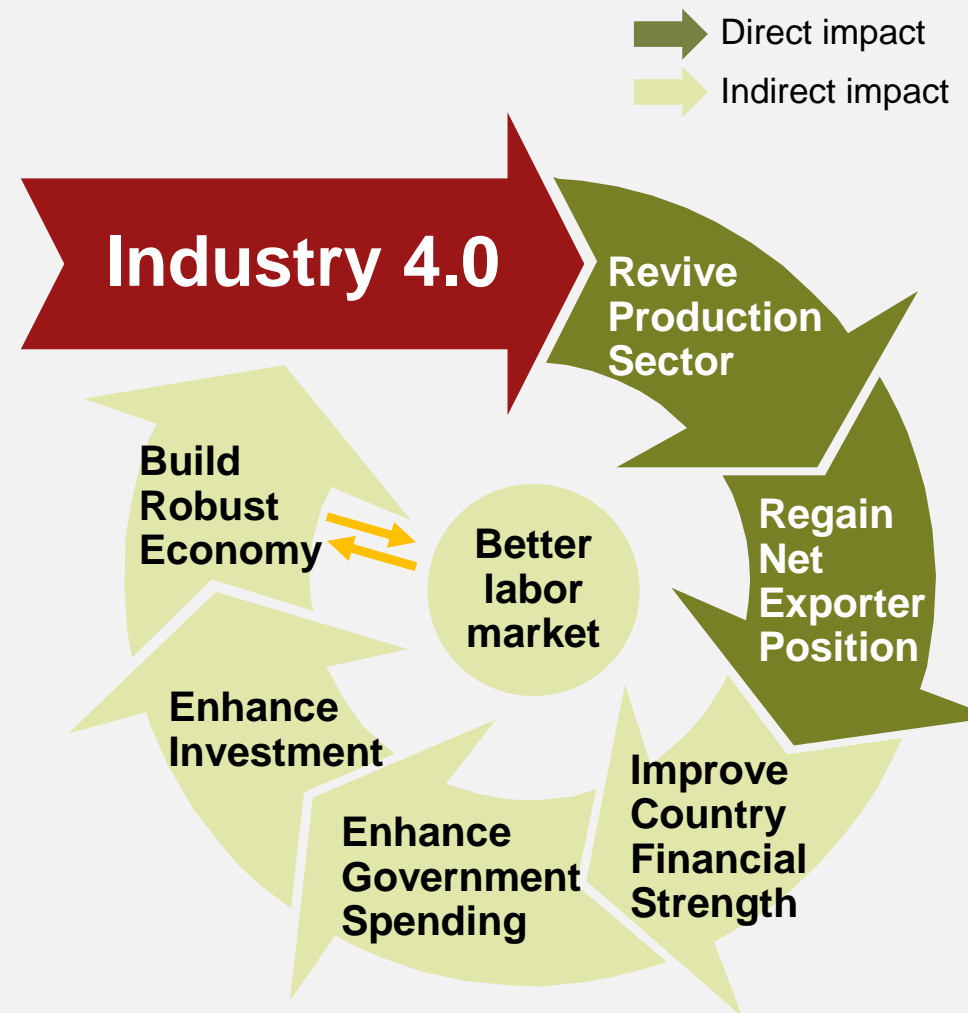 Direct impact
Indirect impact
Industry 4.0
Revive
Production
Sector
Regain
Net
Exporter
Position
Improve
Country
Financial
Strength
Enhance
Government
Spending
Enhance
Investment
Build
Robust
Economy
Better
labor
market